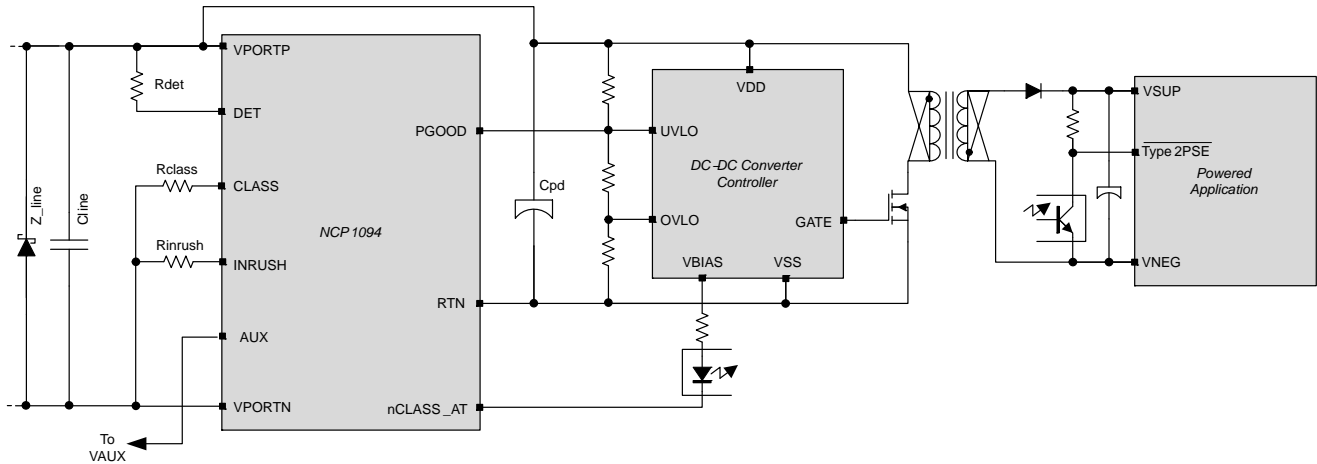 VPORTP
Rdet
DET
VDD
VSUP
PGOOD
UVLO
Type 2PSE
DC–DC Converter
Controller
Powered
Application
Rclass
CLASS
Cpd
Z_line
Cline
NCP1094
OVLO
GATE
Rinrush
INRUSH
VBIAS
VSS
VNEG
RTN
AUX
VPORTN
nCLASS_AT
To
VAUX